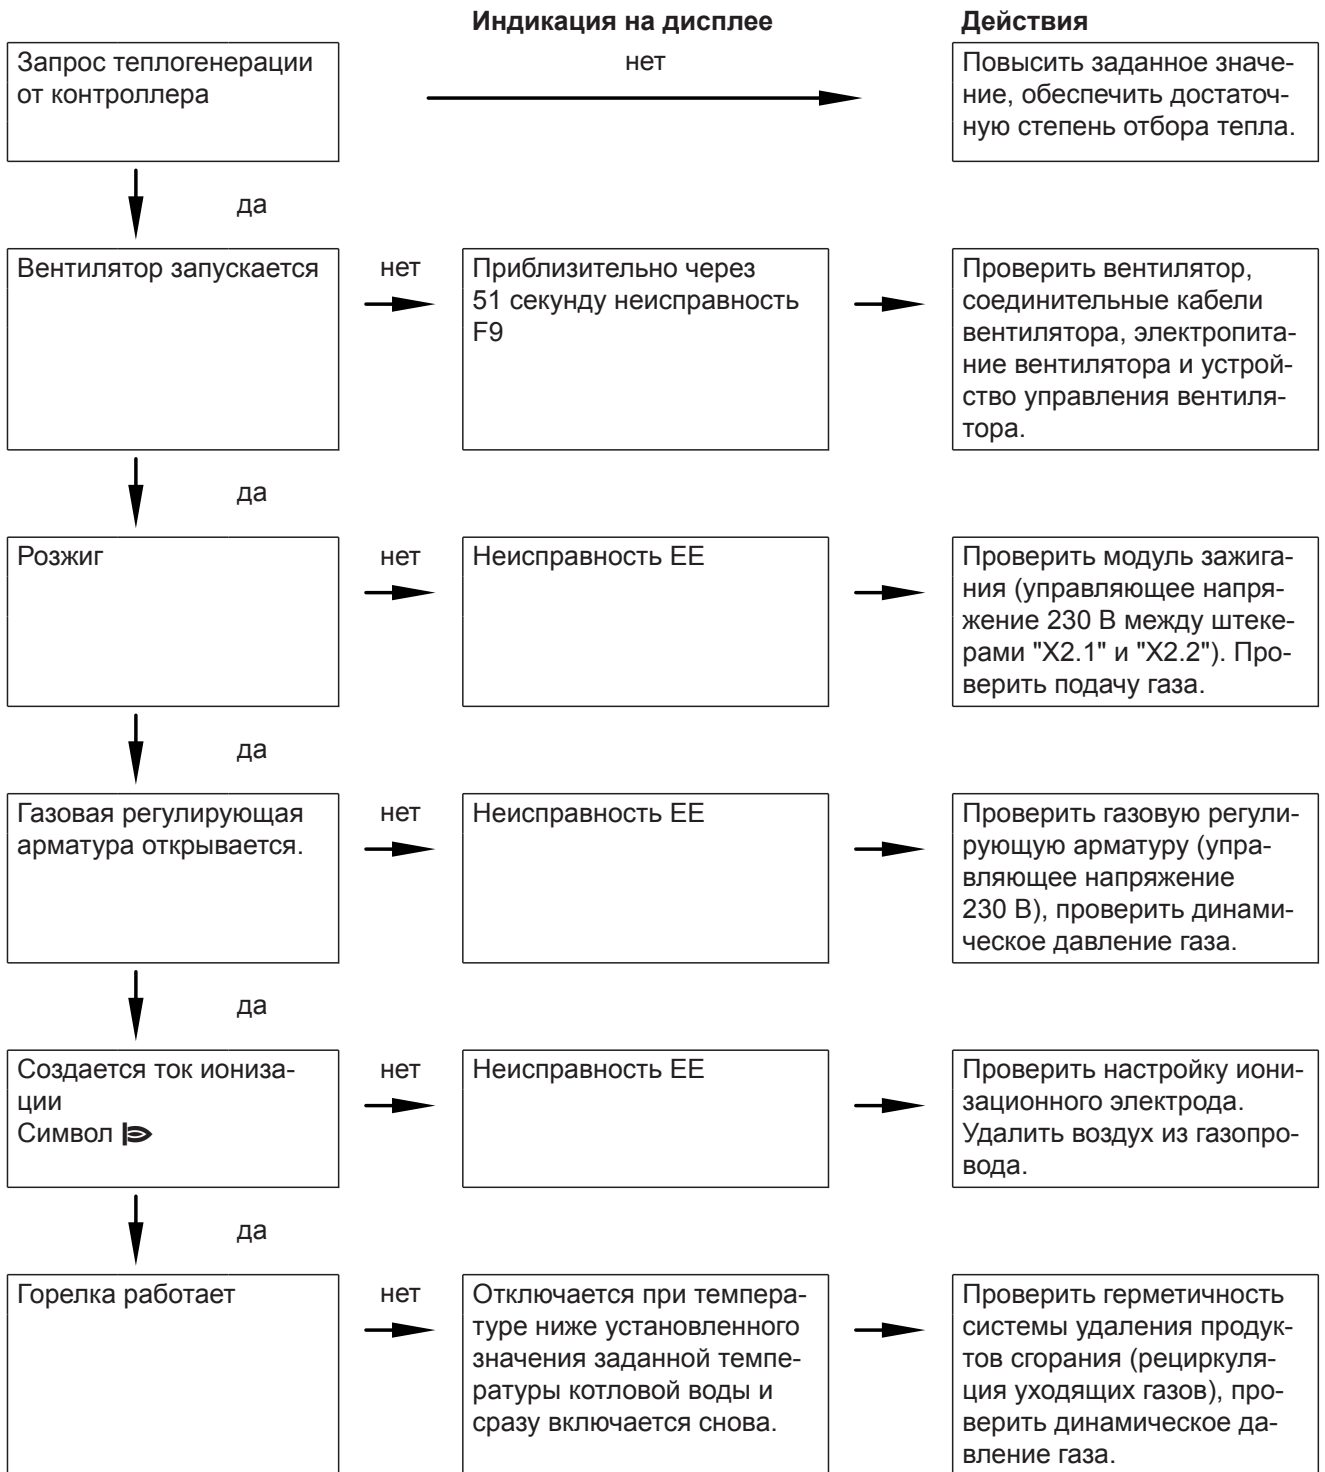 Индикация на дисплее
Действия
Запрос теплогенерации
от контроллера
нет
Повысить заданное значе-
ние, обеспечить достаточ-
ную степень отбора тепла.
да
Вентилятор запускается
нет
Приблизительно через
51 секунду неисправность
F9
Проверить вентилятор,
соединительные кабели
вентилятора, электропита-
ние вентилятора и устрой-
ство управления вентиля-
тора.
да
Розжиг
нет
Неисправность EE
Проверить модуль зажига-
ния (управляющее напря-
жение 230 В между штеке-
рами "X2.1" и "X2.2"). Про-
верить подачу газа.
да
Газовая регулирующая
арматура открывается.
нет
Неисправность EE
Проверить газовую регули-
рующую арматуру (упра-
вляющее напряжение
230 В), проверить динами-
ческое давление газа.
да
Создается ток иониза-
ции
Символ
нет
Неисправность EE
Проверить настройку иони-
зационного электрода.
Удалить воздух из газопро-
вода.
да
Горелка работает
нет
Отключается при темпера-
туре ниже установленного
значения заданной темпе-
ратуры котловой воды и
сразу включается снова.
Проверить герметичность
системы удаления продук-
тов сгорания (рециркуля-
ция уходящих газов), про-
верить динамическое да-
вление газа.